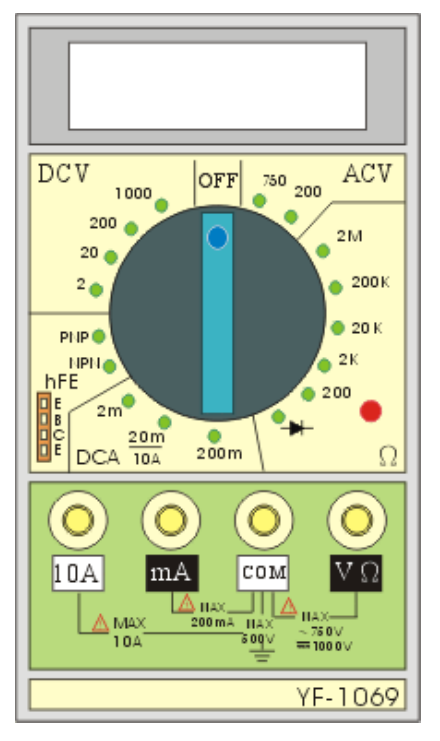 DCV
OFF
ACV
1000
750
200
200
20
2
2M
200K
20K
2K
200
PNP
NPN
hFE
E
B
C
E
2m
20m
10A
200m
DCA
Ω
10A
mA
COM
V Ω
MAX
10A
MAX
200mA
MAX
500V
MAX
~750V
1000V
YF-1069